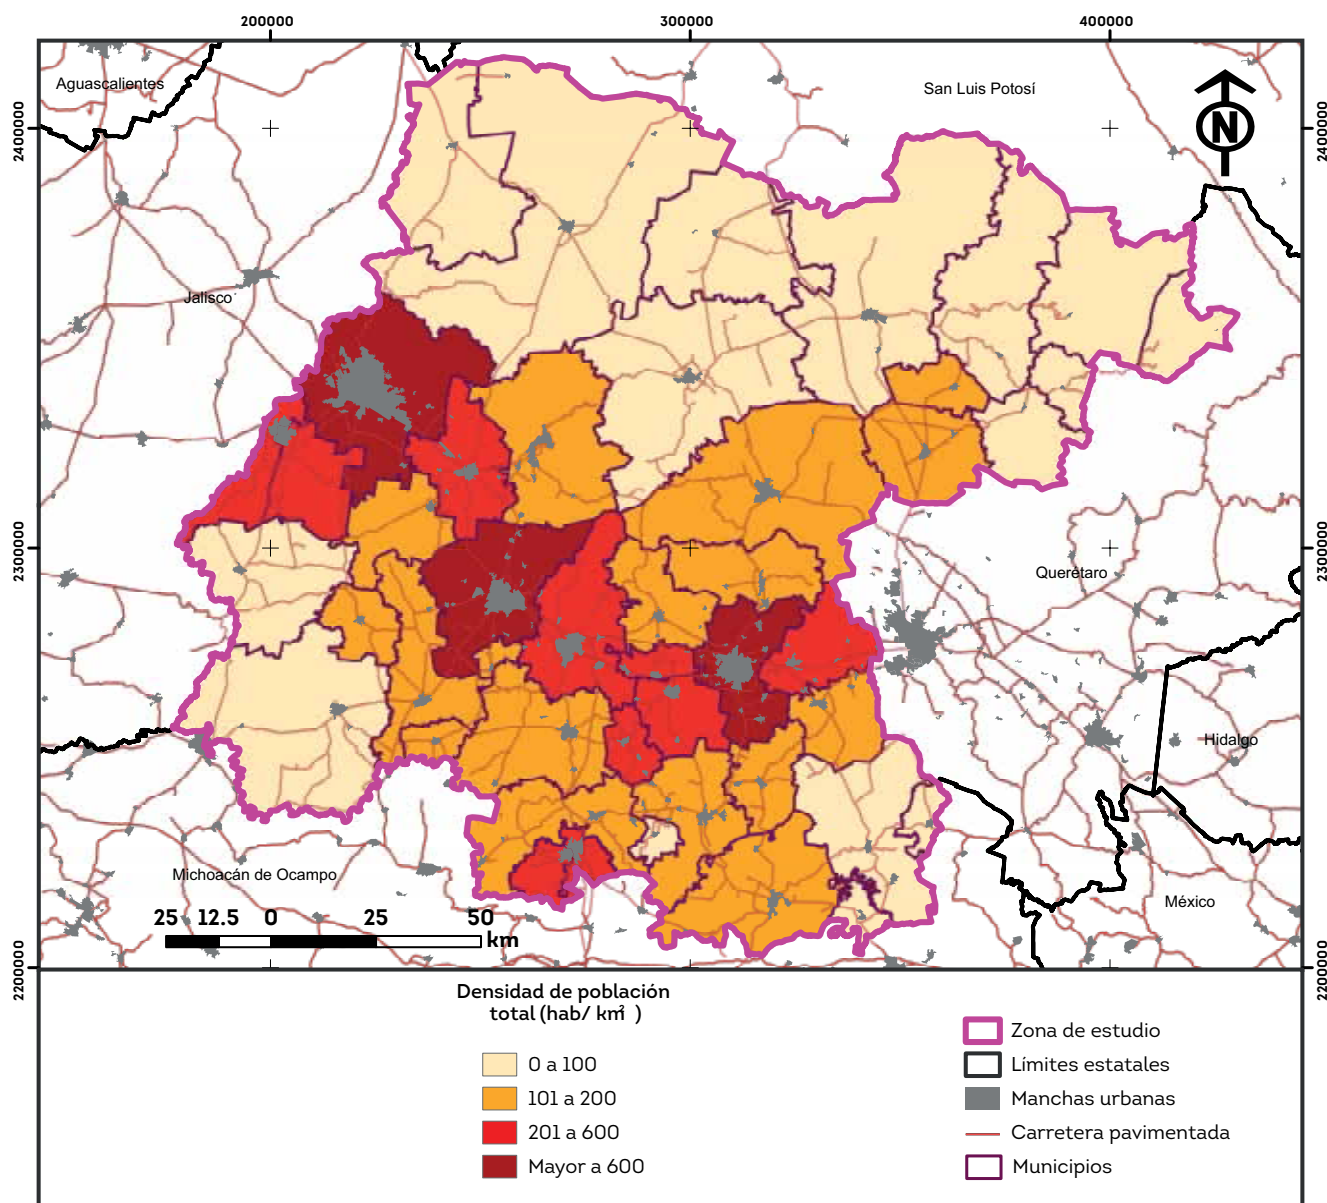 200000
3000000
400000
Aguascalientes
San Luis Potosí
N
2400000
2400000
Jalisco
2300000
2300000
Querétaro
Hidalgo
Michoacán de Ocampo
México
25 12.5 0 25 50
km
2200000
2200000
Densidad de población
total (hab/ km² )
0 a 100
101 a 200
201 a 600
Mayor a 600
Zona de estudio
Límites estatales
Manchas urbanas
Carretera pavimentada
Municipios